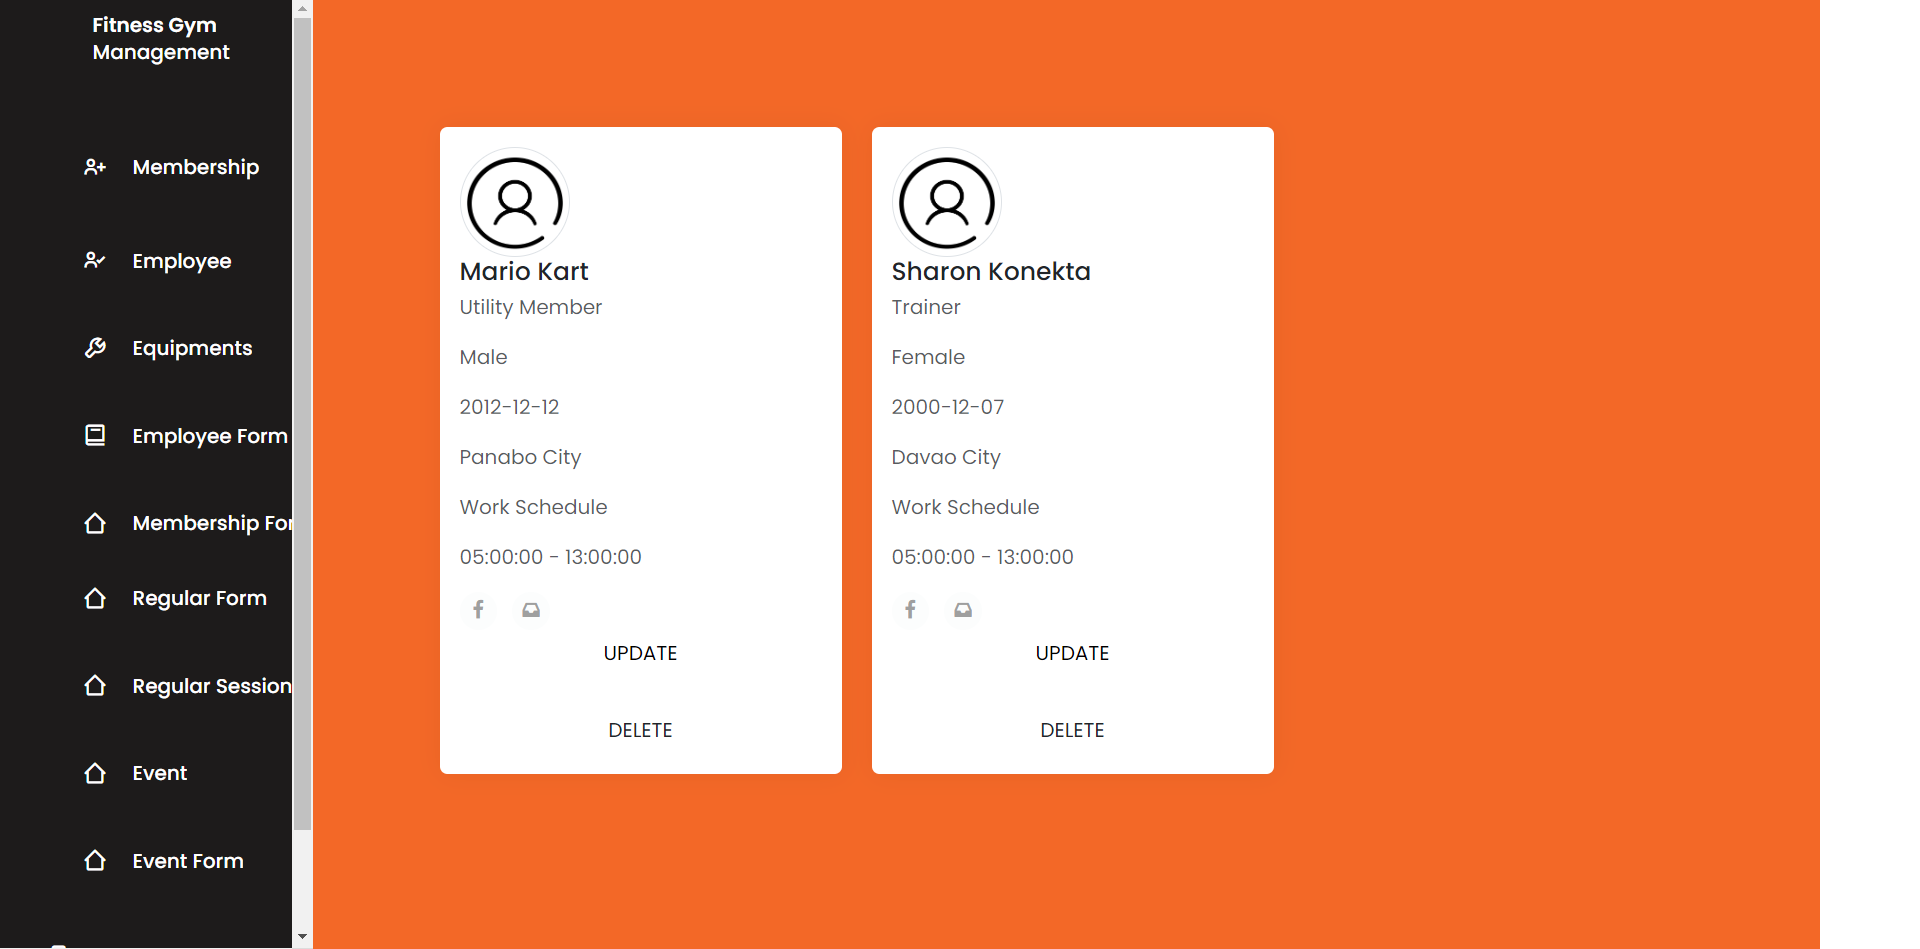 Fitness Gym
Management
Membership
Employee
Equipments
Employee Form
Membership For
Regular Form
Regular Session
Event
Event Form
Mario Kart
Utility Member
Male
2012-12-12
Panabo City
Work Schedule
05:00:00 - 13:00:00
UPDATE
DELETE
Sharon Konekta
Trainer
Female
2000-12-07
Davao City
Work Schedule
05:00:00 - 13:00:00
UPDATE
DELETE